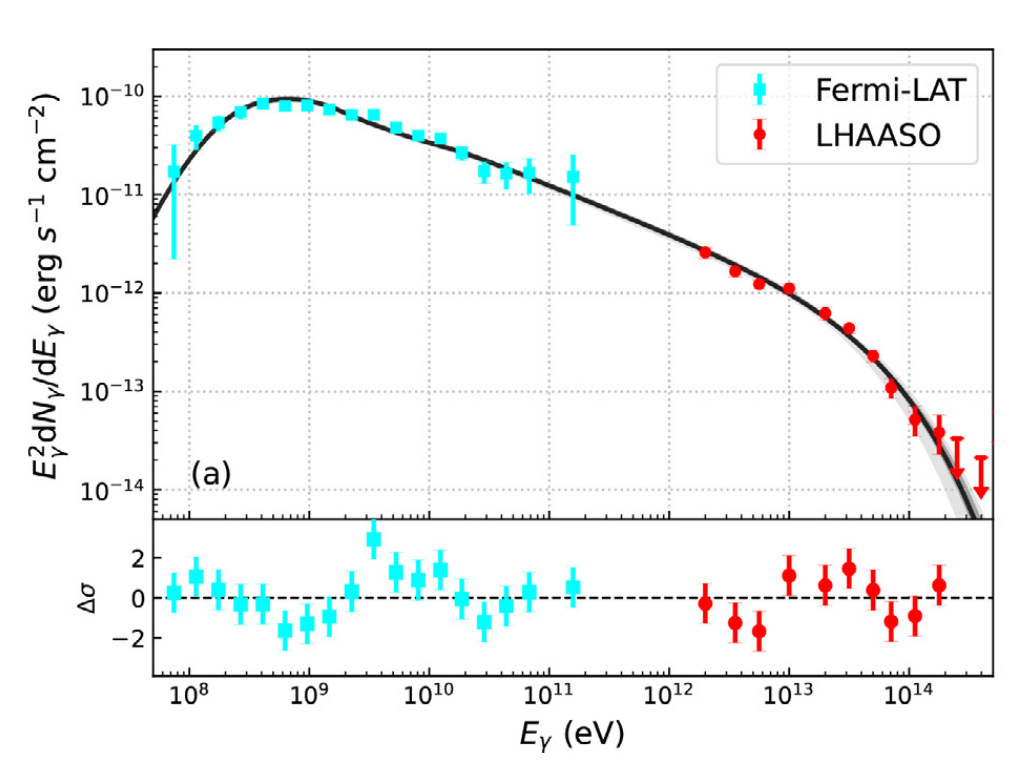 Fermi-LAT
LHAASO
10⁻¹⁰
10⁻¹¹
10⁻¹²
10⁻¹³
10⁻¹⁴
E²ᵧdNᵧ/dEᵧ (erg s⁻¹ cm⁻²)
(a)
2
0
−2
Δσ
10⁸ 10⁹ 10¹⁰ 10¹¹ 10¹² 10¹³ 10¹⁴
Eᵧ (eV)